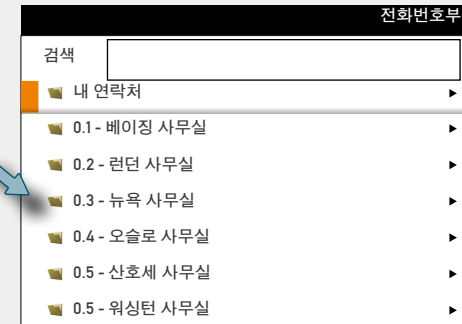 전화번호부
검색
내 연락처
0.1 - 베이징 사무실
0.2 - 런던 사무실
0.3 - 뉴욕 사무실
0.4 - 오슬로 사무실
0.5 - 산호세 사무실
0.5 - 워싱턴 사무실